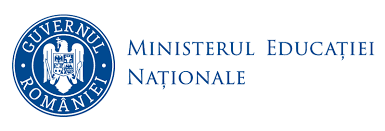 GUVERNUL
ROMÂNIEI
MINISTERUL EDUCAȚIEI
NAȚIONALE